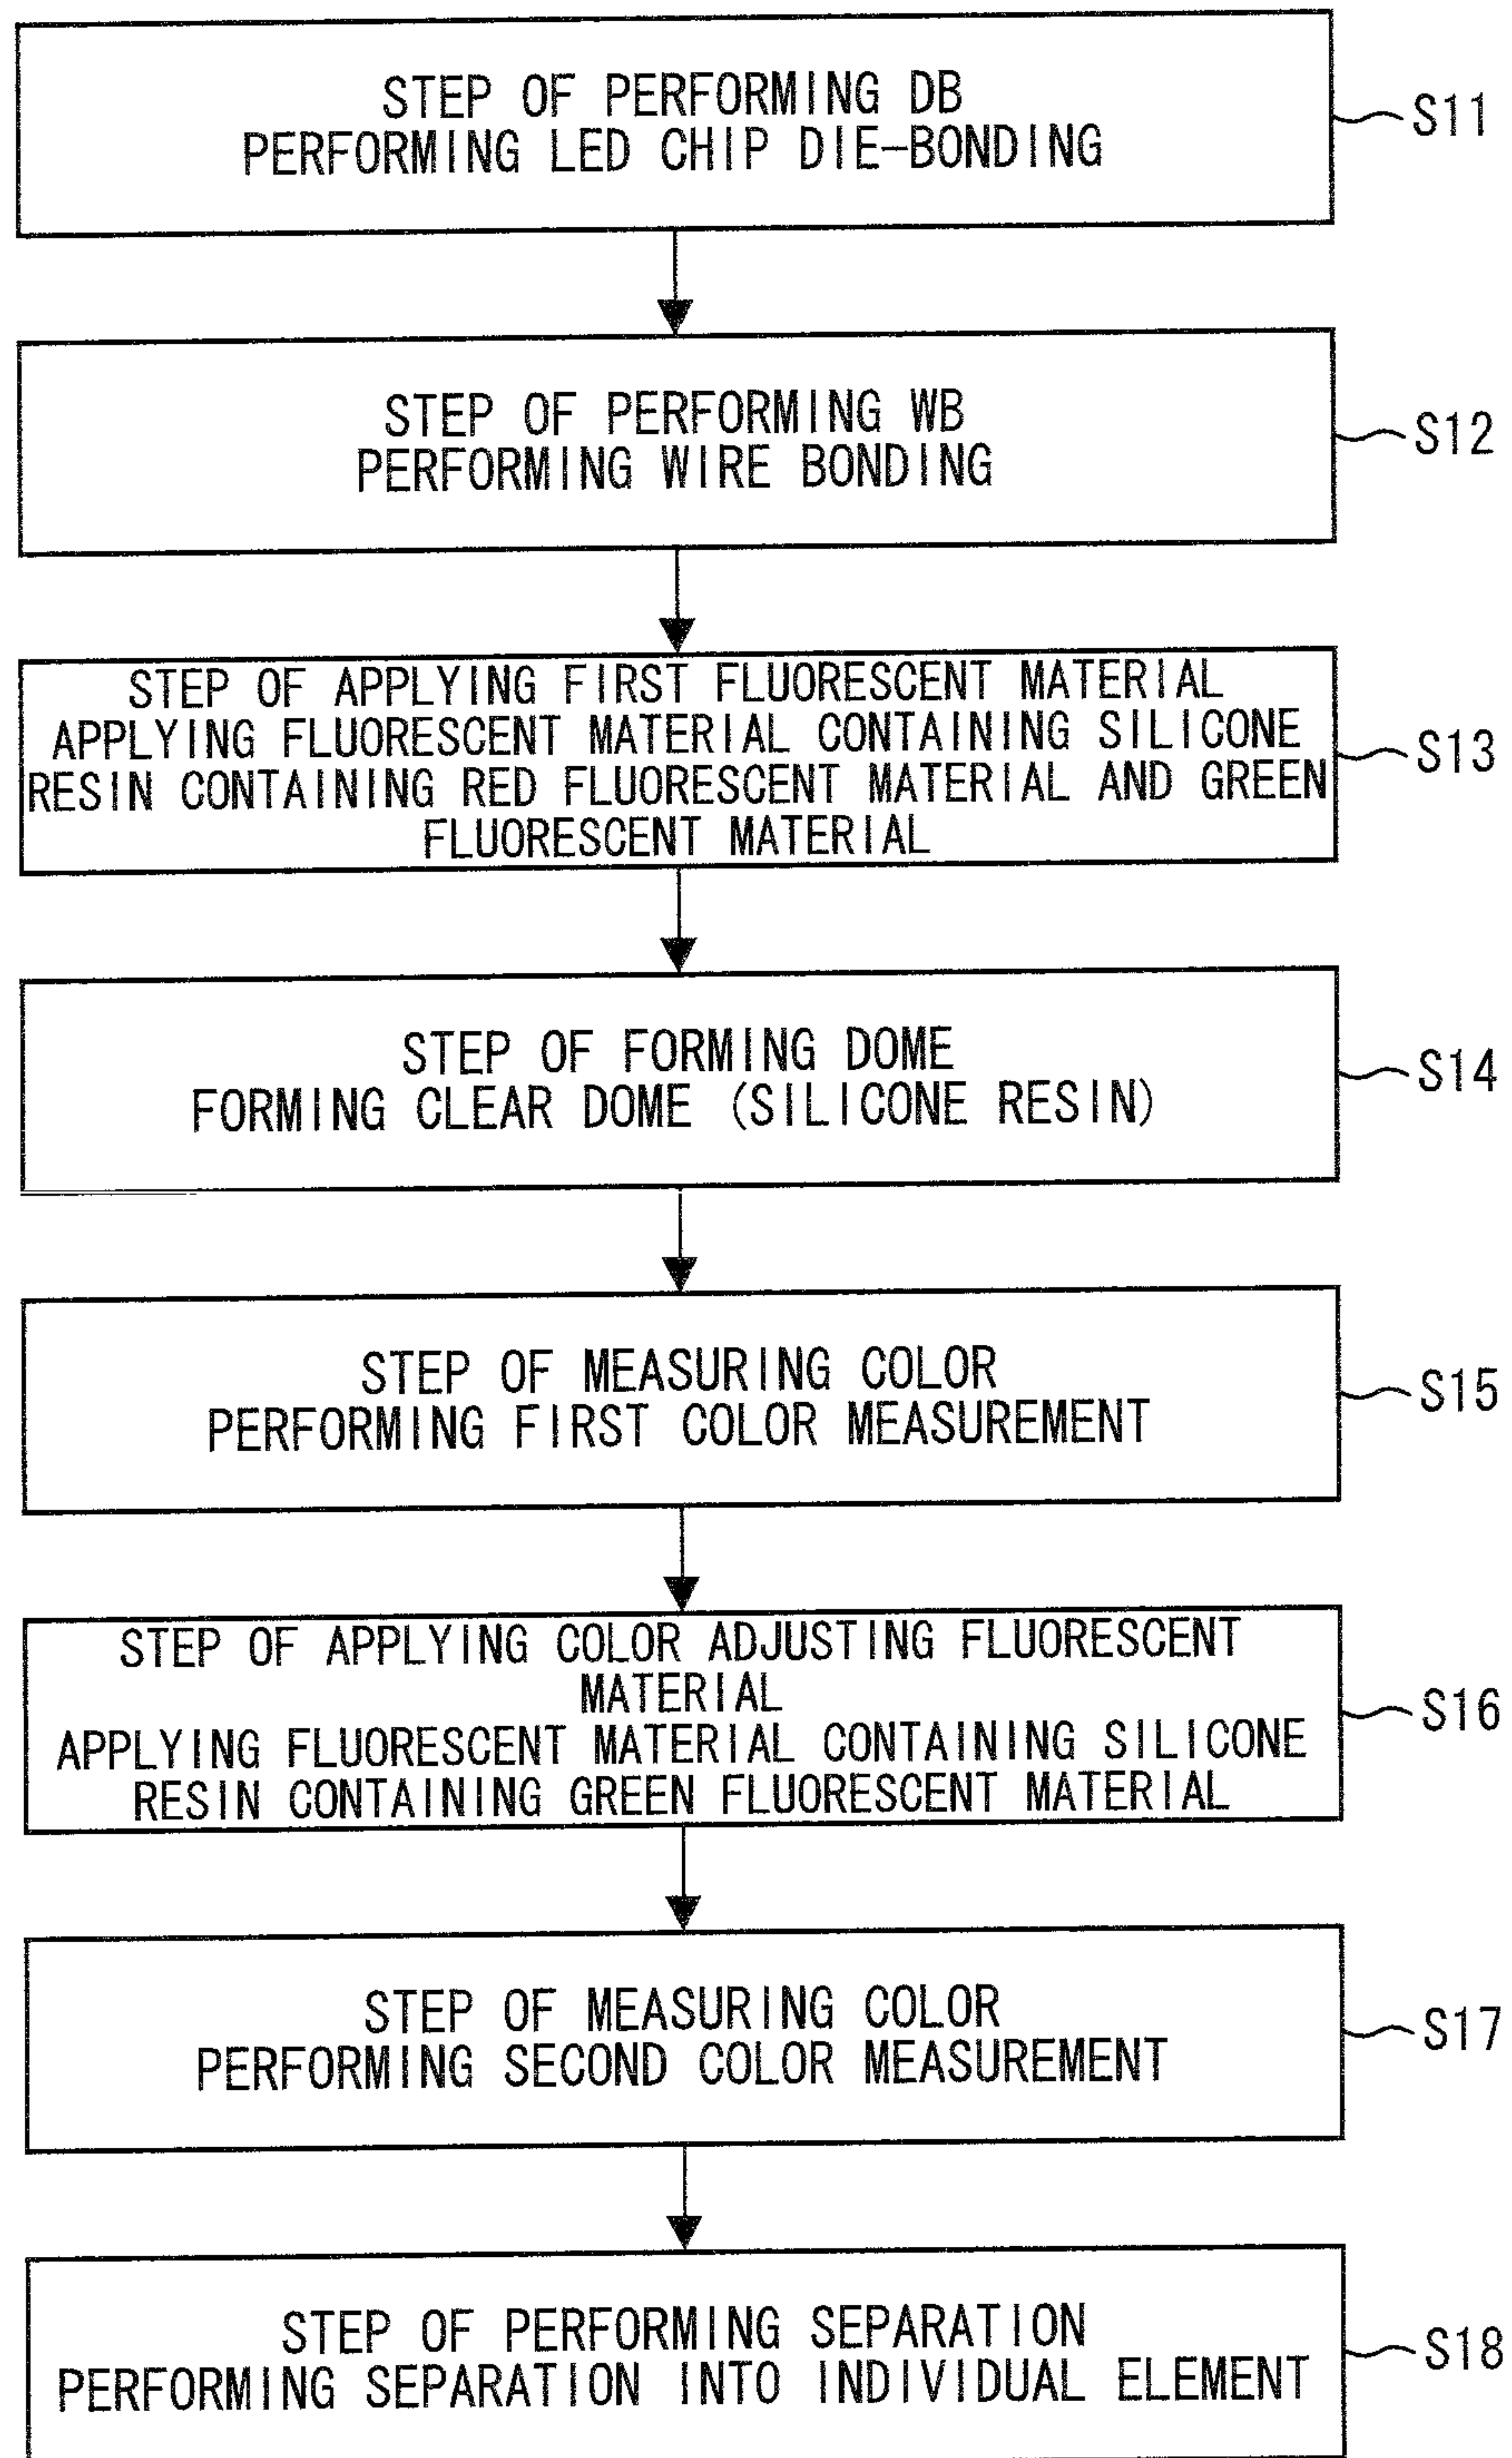 STEP OF PERFORMING DB
PERFORMING LED CHIP DIE-BONDING
S11
STEP OF PERFORMING WB
PERFORMING WIRE BONDING
S12
STEP OF APPLYING FIRST FLUORESCENT MATERIAL
APPLYING FLUORESCENT MATERIAL CONTAINING SILICONE
RESIN CONTAINING RED FLUORESCENT MATERIAL AND GREEN
FLUORESCENT MATERIAL
S13
STEP OF FORMING DOME
FORMING CLEAR DOME (SILICONE RESIN)
S14
STEP OF MEASURING COLOR
PERFORMING FIRST COLOR MEASUREMENT
S15
STEP OF APPLYING COLOR ADJUSTING FLUORESCENT
MATERIAL
APPLYING FLUORESCENT MATERIAL CONTAINING SILICONE
RESIN CONTAINING GREEN FLUORESCENT MATERIAL
S16
STEP OF MEASURING COLOR
PERFORMING SECOND COLOR MEASUREMENT
S17
STEP OF PERFORMING SEPARATION
PERFORMING SEPARATION INTO INDIVIDUAL ELEMENT
S18